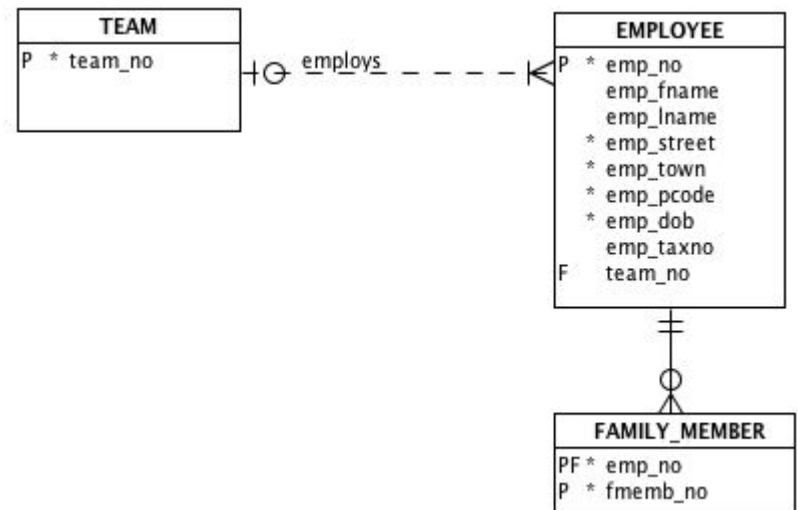 TEAM
P * team_no
employs
EMPLOYEE
P * emp_no
emp_fname
emp_lname
* emp_street
* emp_town
* emp_pcode
* emp_dob
emp_taxno
F team_no
FAMILY_MEMBER
PF * emp_no
P * fmemb_no